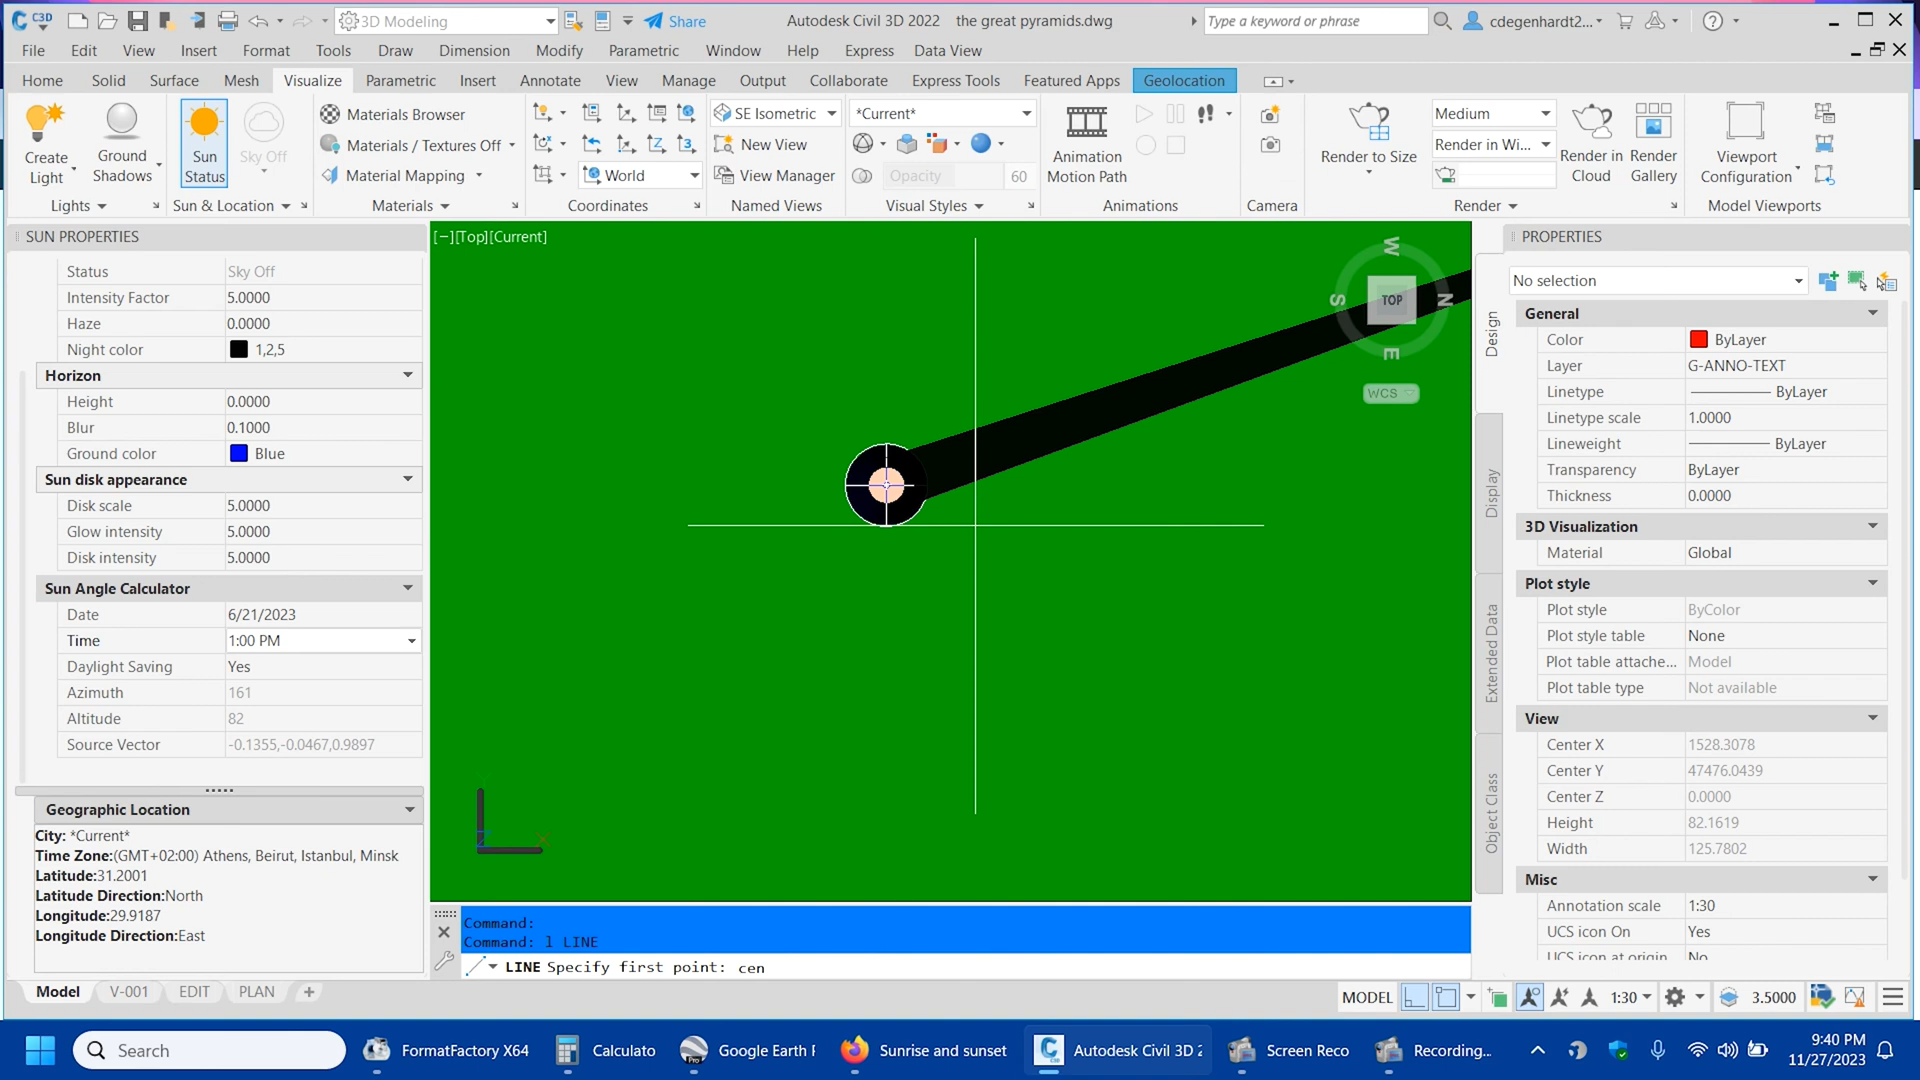 C3D
3D Modeling
Share
Autodesk Civil 3D 2022 the great pyramids.dwg
Type a keyword or phrase
cdegenhardt2...
File Edit View Insert Format Tools Draw Dimension Modify Parametric Window Help Express Data View
Home Solid Surface Mesh Visualize Parametric Insert Annotate View Manage Output Collaborate Express Tools Featured Apps Geolocation
Create Light
Ground Shadows
Sun Status
Sky Off
Materials Browser
Materials / Textures Off
Material Mapping
World
SE Isometric
New View
View Manager
*Current*
Opacity 60
Animation Motion Path
Render to Size
Medium
Render in Wi...
Render in Cloud
Render Gallery
Viewport Configuration
Lights
Sun & Location
Materials
Coordinates
Named Views
Visual Styles
Animations
Camera
Render
Model Viewports
SUN PROPERTIES
Status Sky Off
Intensity Factor 5.0000
Haze 0.0000
Night color 1,2,5
Horizon
Height 0.0000
Blur 0.1000
Ground color Blue
Sun disk appearance
Disk scale 5.0000
Glow intensity 5.0000
Disk intensity 5.0000
Sun Angle Calculator
Date 6/21/2023
Time 1:00 PM
Daylight Saving Yes
Azimuth 161
Altitude 82
Source Vector -0.1355,-0.0467,0.9897
Geographic Location
City: *Current*
Time Zone:(GMT+02:00) Athens, Beirut, Istanbul, Minsk
Latitude:31.2001
Latitude Direction:North
Longitude:29.9187
Longitude Direction:East
[−][Top][Current]
W
S TOP N
E
WCS
X
Command:
Command: l LINE
LINE Specify first point: cen
Design
Display
Extended Data
Object Class
PROPERTIES
No selection
General
Color ByLayer
Layer G-ANNO-TEXT
Linetype ByLayer
Linetype scale 1.0000
Lineweight ByLayer
Transparency ByLayer
Thickness 0.0000
3D Visualization
Material Global
Plot style
Plot style ByColor
Plot style table None
Plot table attache... Model
Plot table type Not available
View
Center X 1528.3078
Center Y 47476.0439
Center Z 0.0000
Height 82.1619
Width 125.7802
Misc
Annotation scale 1:30
UCS icon On Yes
UCS icon at origin No
Model V-001 EDIT PLAN +
MODEL 1:30 3.5000
Search
FormatFactory X64
Calculato
Google Earth P
Sunrise and sunset
Autodesk Civil 3D 2
Screen Reco
Recording...
9:40 PM
11/27/2023